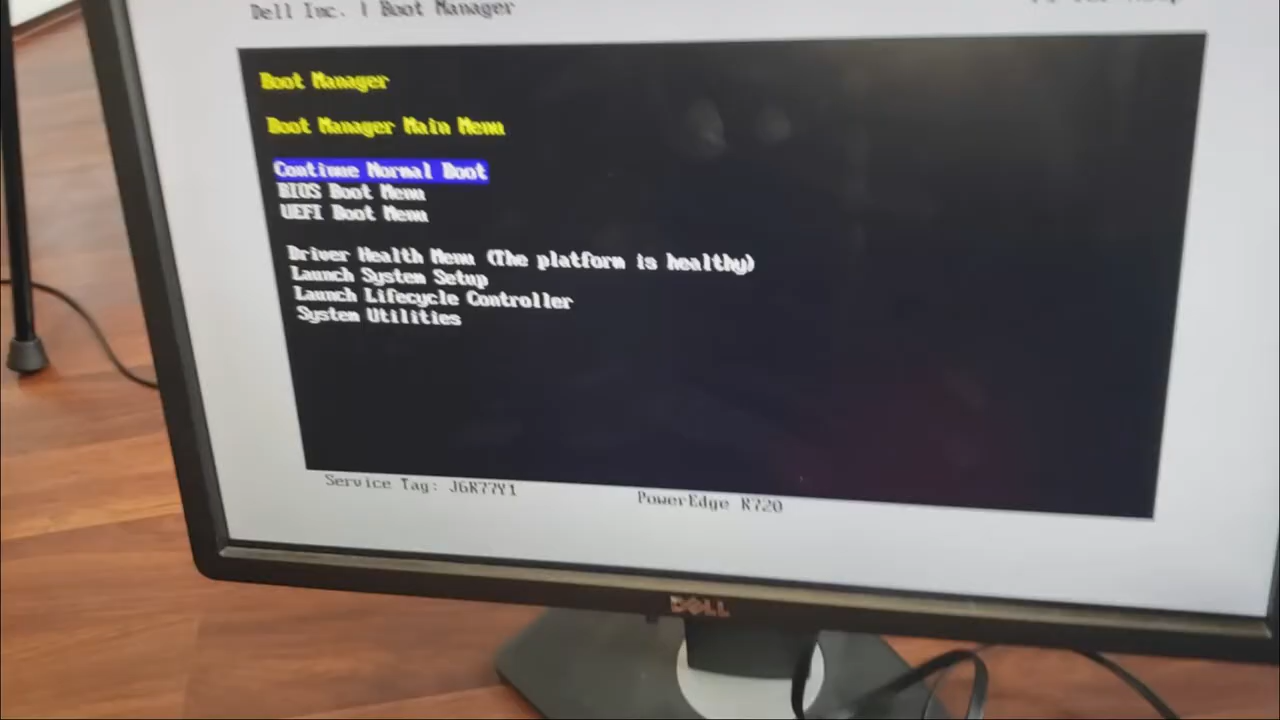 Dell Inc. | Boot Manager
Boot Manager
Boot Manager Main Menu
Continue Normal Boot
BIOS Boot Menu
UEFI Boot Menu
Driver Health Menu (The platform is healthy)
Launch System Setup
Launch Lifecycle Controller
System Utilities
Service Tag: J6R77Y1
PowerEdge R720
DELL